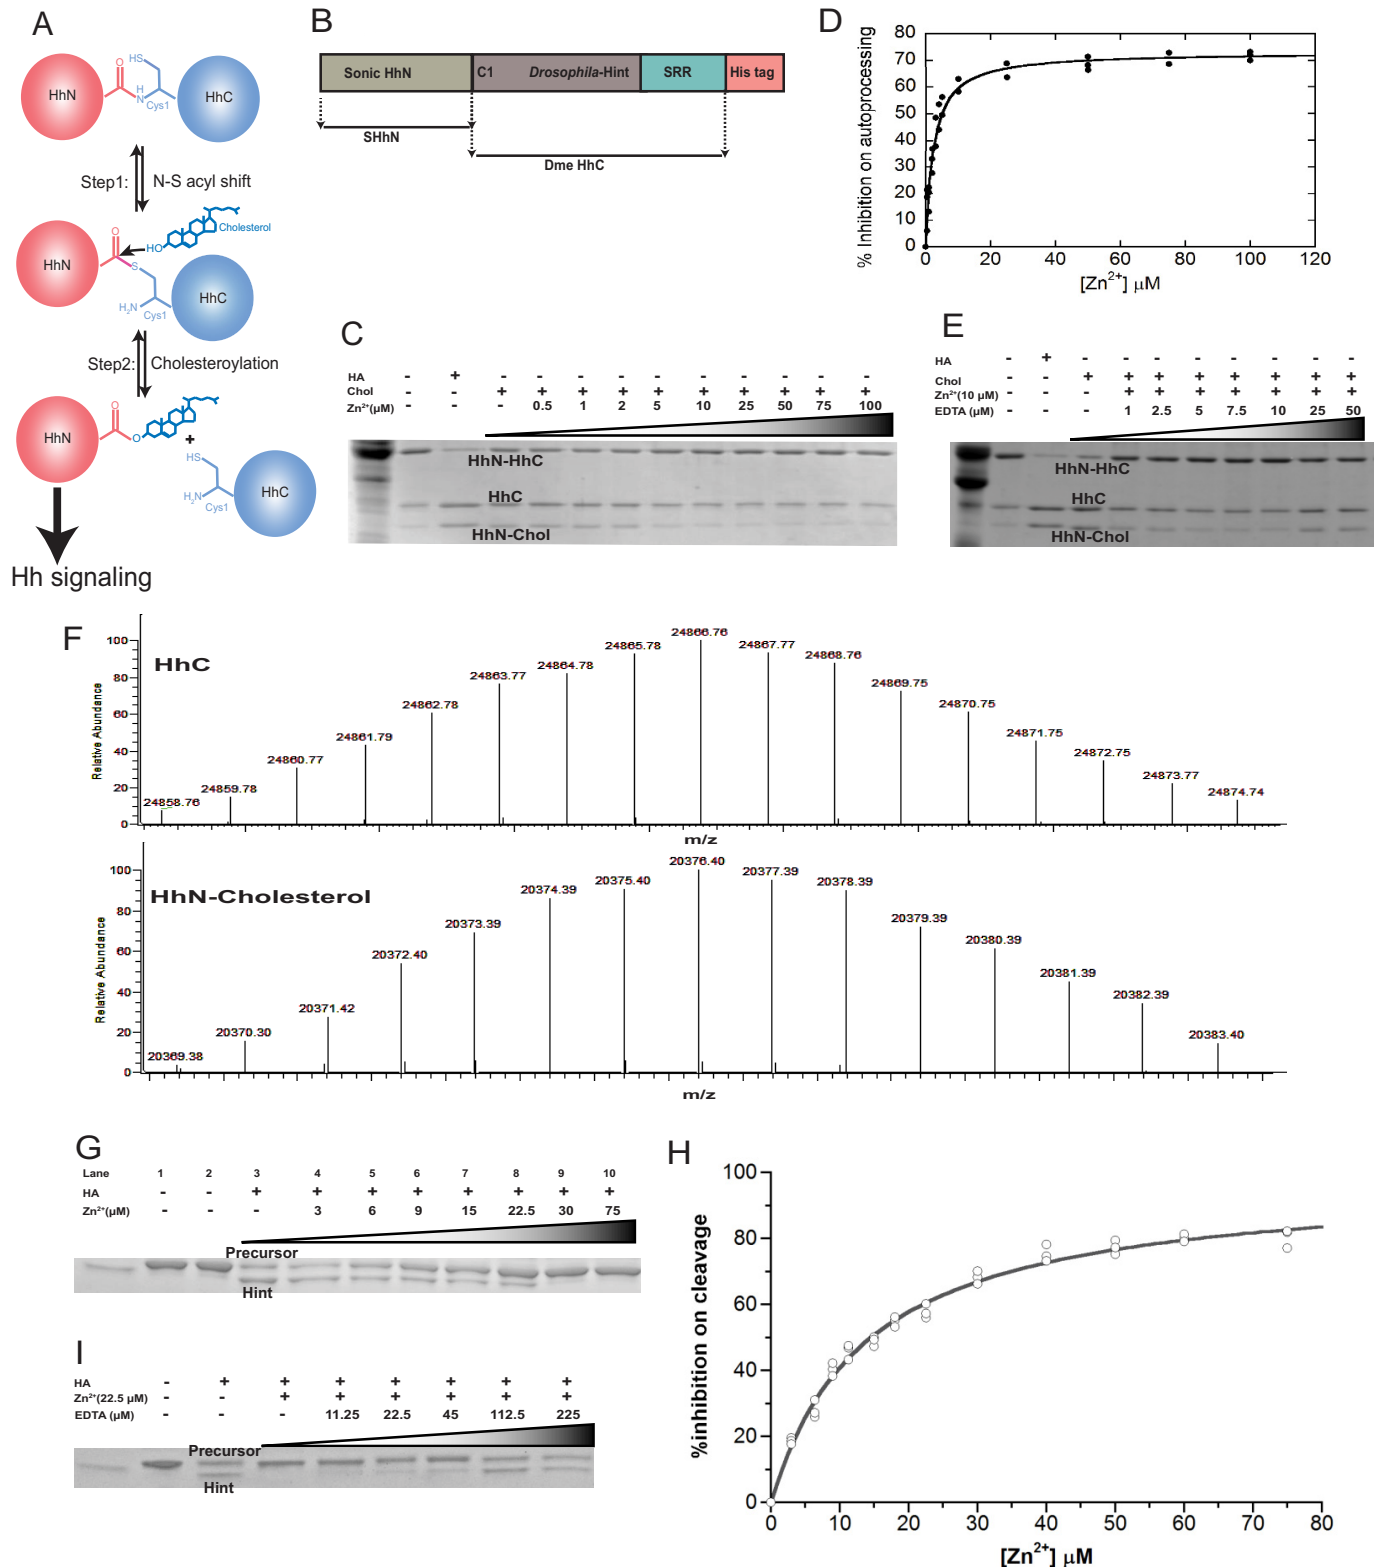 A
HhN
O
N
H
HS
Cys1
HhC
Step1:
N-S acyl shift
HhN
O
S
HO
Cholesterol
H₂N
Cys1
HhC
Step2:
Cholesteroylation
HhN
O
O
+
HS
H₂N
Cys1
HhC
Hh signaling
B
Sonic HhN
C1
Drosophila-Hint
SRR
His tag
SHhN
Dme HhC
C
HA - + - - - - - - - - - -
Chol - - + + + + + + + + + +
Zn²⁺(µM) - - - 0.5 1 2 5 10 25 50 75 100
HhN-HhC
HhC
HhN-Chol
D
% Inhibition on autoprocessing
80
70
60
50
40
30
20
10
0
0 20 40 60 80 100 120
[Zn²⁺] µM
E
HA - + - - - - - - - -
Chol - - + + + + + + + +
Zn²⁺(10 µM) - - - + + + + + + +
EDTA (µM) - - - 1 2.5 5 7.5 10 25 50
HhN-HhC
HhC
HhN-Chol
F
HhC
Relative Abundance
100
80
60
40
20
0
24858.76 24859.78 24860.77 24861.79 24862.78 24863.77 24864.78 24865.78 24866.76 24867.77 24868.76 24869.75 24870.75 24871.75 24872.75 24873.77 24874.74
m/z
HhN-Cholesterol
Relative Abundance
100
80
60
40
20
0
20369.38 20370.30 20371.42 20372.40 20373.39 20374.39 20375.40 20376.40 20377.39 20378.39 20379.39 20380.39 20381.39 20382.39 20383.40
m/z
G
Lane 1 2 3 4 5 6 7 8 9 10
HA - - + + + + + + + +
Zn²⁺(µM) - - - 3 6 9 15 22.5 30 75
Precursor
Hint
H
%inhibition on cleavage
100
80
60
40
20
0
0 10 20 30 40 50 60 70 80
[Zn²⁺] µM
I
HA - + + + + + + +
Zn²⁺(22.5 µM) - - + + + + + +
EDTA (µM) - - - 11.25 22.5 45 112.5 225
Precursor
Hint